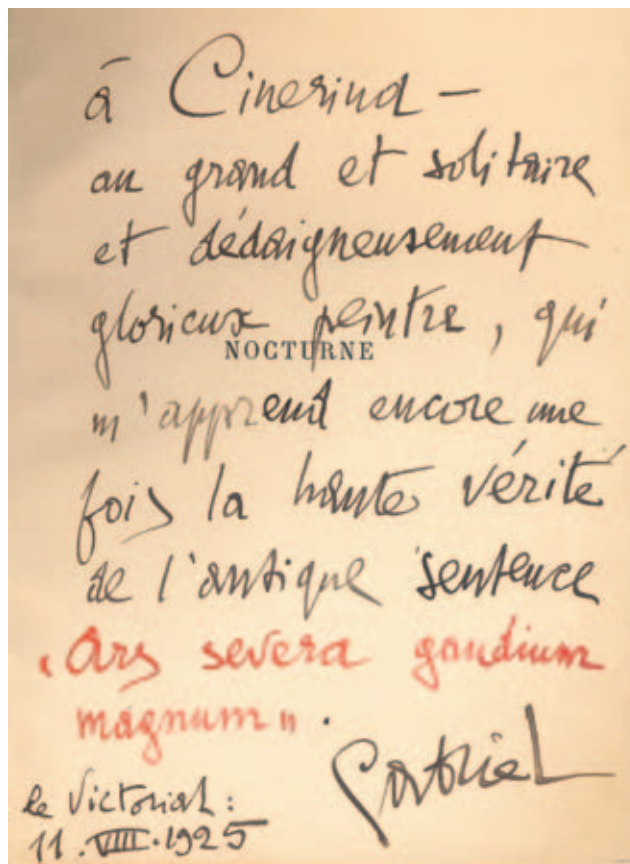 à Cinerina —
au grand et solitaire
et dédaigneusement
glorieux peintre, qui
NOCTURNE
m'apprend encore une
fois la haute vérité
de l'antique sentence
"Ars severa gaudium
magnum".
Gabriel
le Victorial :
11.VIII.1925